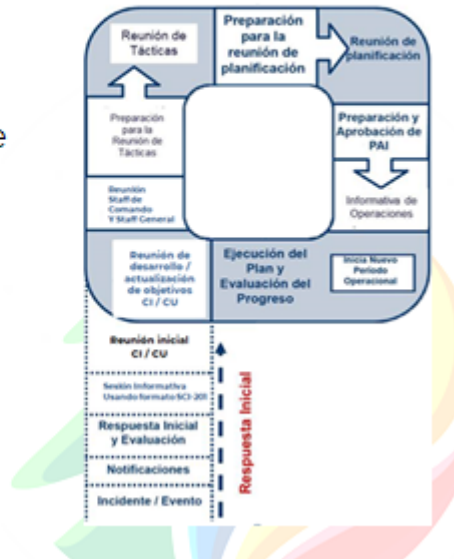 Reunión de
Tácticas
Preparación
para la
reunión de
planificación
Reunión de
planificación
Preparación
para la
Reunión de
Tácticas
Preparación y
Aprobación de
PAI
Reunión
Staff de
Comando
Y Staff General
Informativa de
Operaciones
Reunión de
desarrollo /
actualización
de objetivos
CI / CU
Ejecución del
Plan y
Evaluación del
Progreso
Inicia Nuevo
Periodo
Operacional
Reunión inicial
CI / CU
Sesión Informativa
Usando formato SCI-201
Respuesta Inicial
y Evaluación
Notificaciones
Incidente / Evento
Respuesta Inicial
e